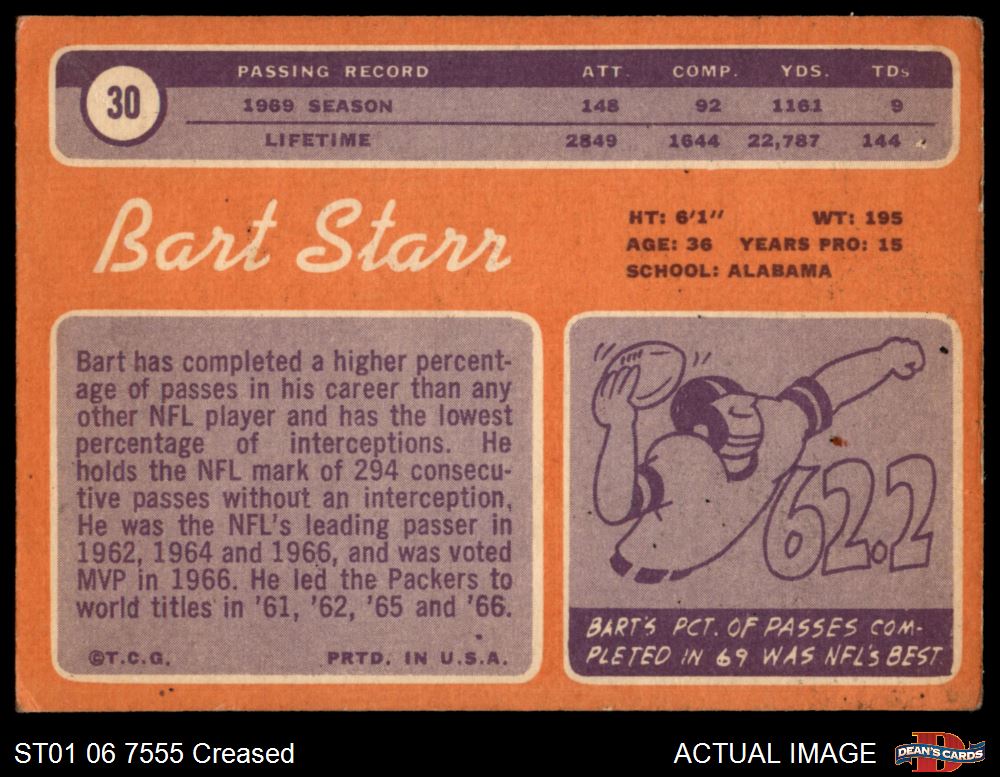 30
PASSING RECORD ATT. COMP. YDS. TDs
1969 SEASON 148 92 1161 9
LIFETIME 2849 1644 22,787 144
Bart Starr
HT: 6'1" WT: 195
AGE: 36 YEARS PRO: 15
SCHOOL: ALABAMA
Bart has completed a higher percent-
age of passes in his career than any
other NFL player and has the lowest
percentage of interceptions. He
holds the NFL mark of 294 consecu-
tive passes without an interception.
He was the NFL's leading passer in
1962, 1964 and 1966, and was voted
MVP in 1966. He led the Packers to
world titles in '61, '62, '65 and '66.
©T.C.G. PRTD. IN U.S.A.
62.2
BART'S PCT. OF PASSES COM-
PLETED IN 69 WAS NFL'S BEST
ST01 06 7555 Creased
ACTUAL IMAGE
DEAN'S CARDS